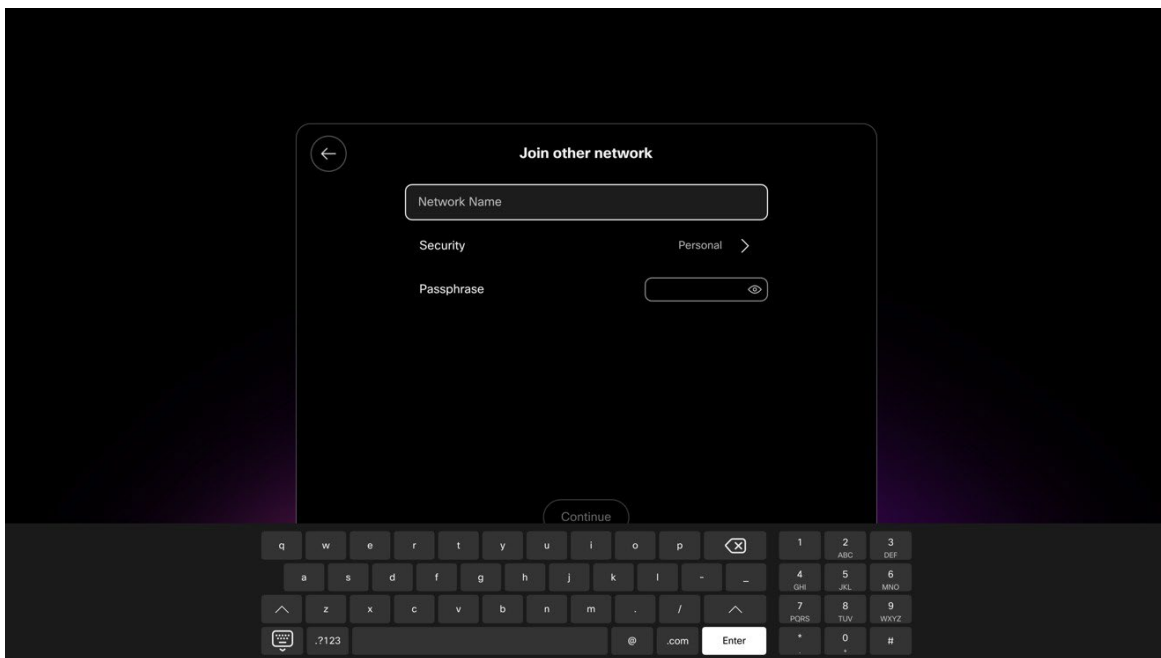 Join other network
Network Name
Security Personal
Passphrase
Continue
q w e r t y u i o p 1 2 ABC 3 DEF
a s d f g h j k l - _ 4 GHI 5 JKL 6 MNO
z x c v b n m . / 7 PQRS 8 TUV 9 WXYZ
.?123 @ .com Enter * . 0 + #